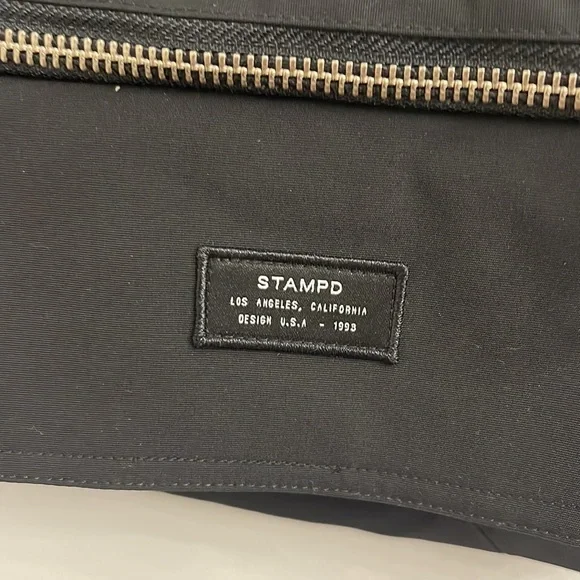 STAMPD
LOS ANGELES, CALIFORNIA
DESIGN U.S.A - 1993